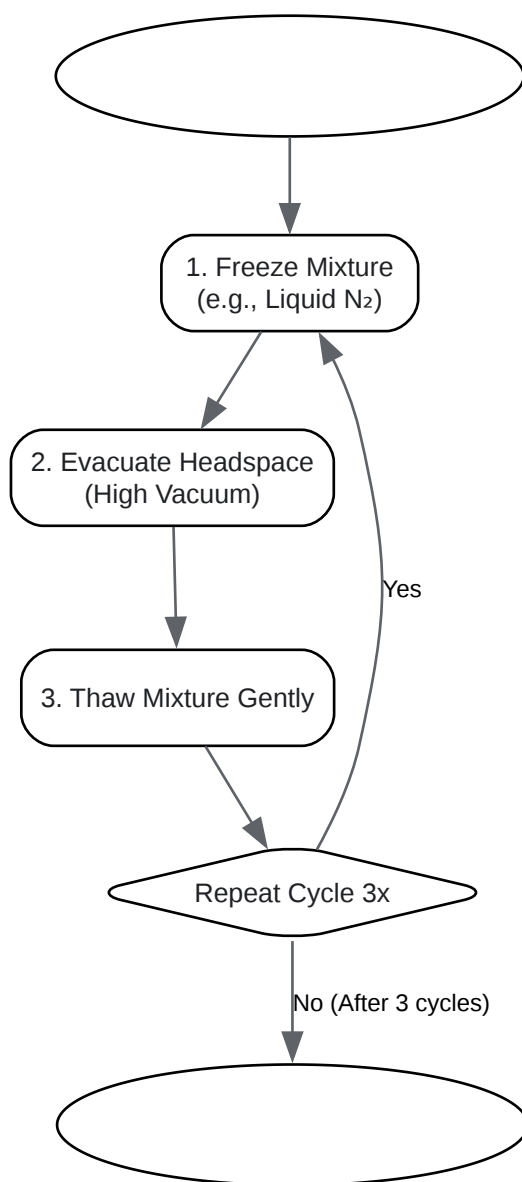 1. Freeze Mixture
(e.g., Liquid N₂)
2. Evacuate Headspace
(High Vacuum)
Yes
3. Thaw Mixture Gently
Repeat Cycle 3x
No (After 3 cycles)